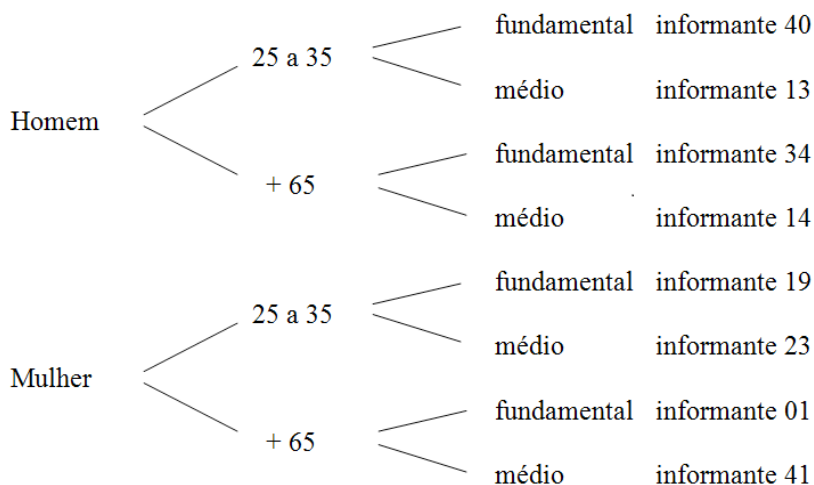 fundamental informante 40
25 a 35
médio informante 13
Homem
fundamental informante 34
+ 65
médio informante 14
fundamental informante 19
25 a 35
médio informante 23
Mulher
fundamental informante 01
+ 65
médio informante 41